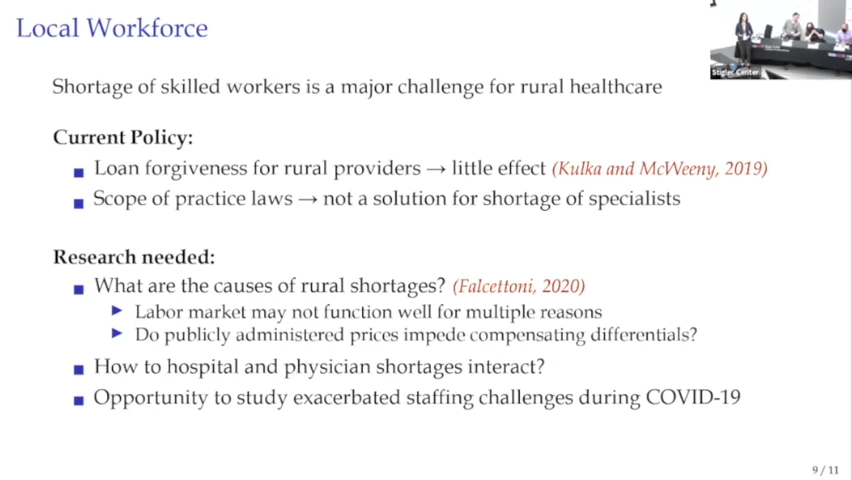 Local Workforce
Stigler Center
Shortage of skilled workers is a major challenge for rural healthcare
Current Policy:
■ Loan forgiveness for rural providers → little effect (Kulka and McWeeny, 2019)
■ Scope of practice laws → not a solution for shortage of specialists
Research needed:
■ What are the causes of rural shortages? (Falcettoni, 2020)
▶ Labor market may not function well for multiple reasons
▶ Do publicly administered prices impede compensating differentials?
■ How to hospital and physician shortages interact?
■ Opportunity to study exacerbated staffing challenges during COVID-19
9 / 11